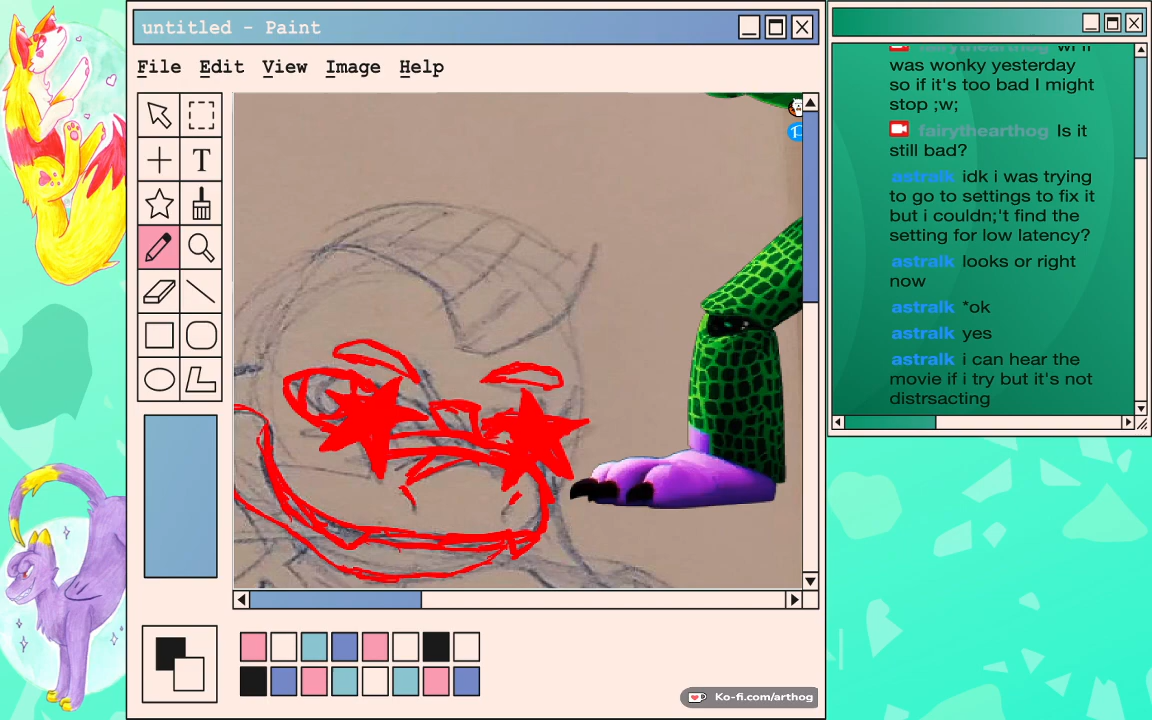 untitled - Paint
File Edit View Image Help
T
fairythearthog wi fi
was wonky yesterday
so if it's too bad I might
stop ;w;
fairythearthog Is it
still bad?
astralk idk i was trying
to go to settings to fix it
but i couldn;'t find the
setting for low latency?
astralk looks or right
now
astralk *ok
astralk yes
astralk i can hear the
movie if i try but it's not
distrsacting
Ko-fi.com/arthog